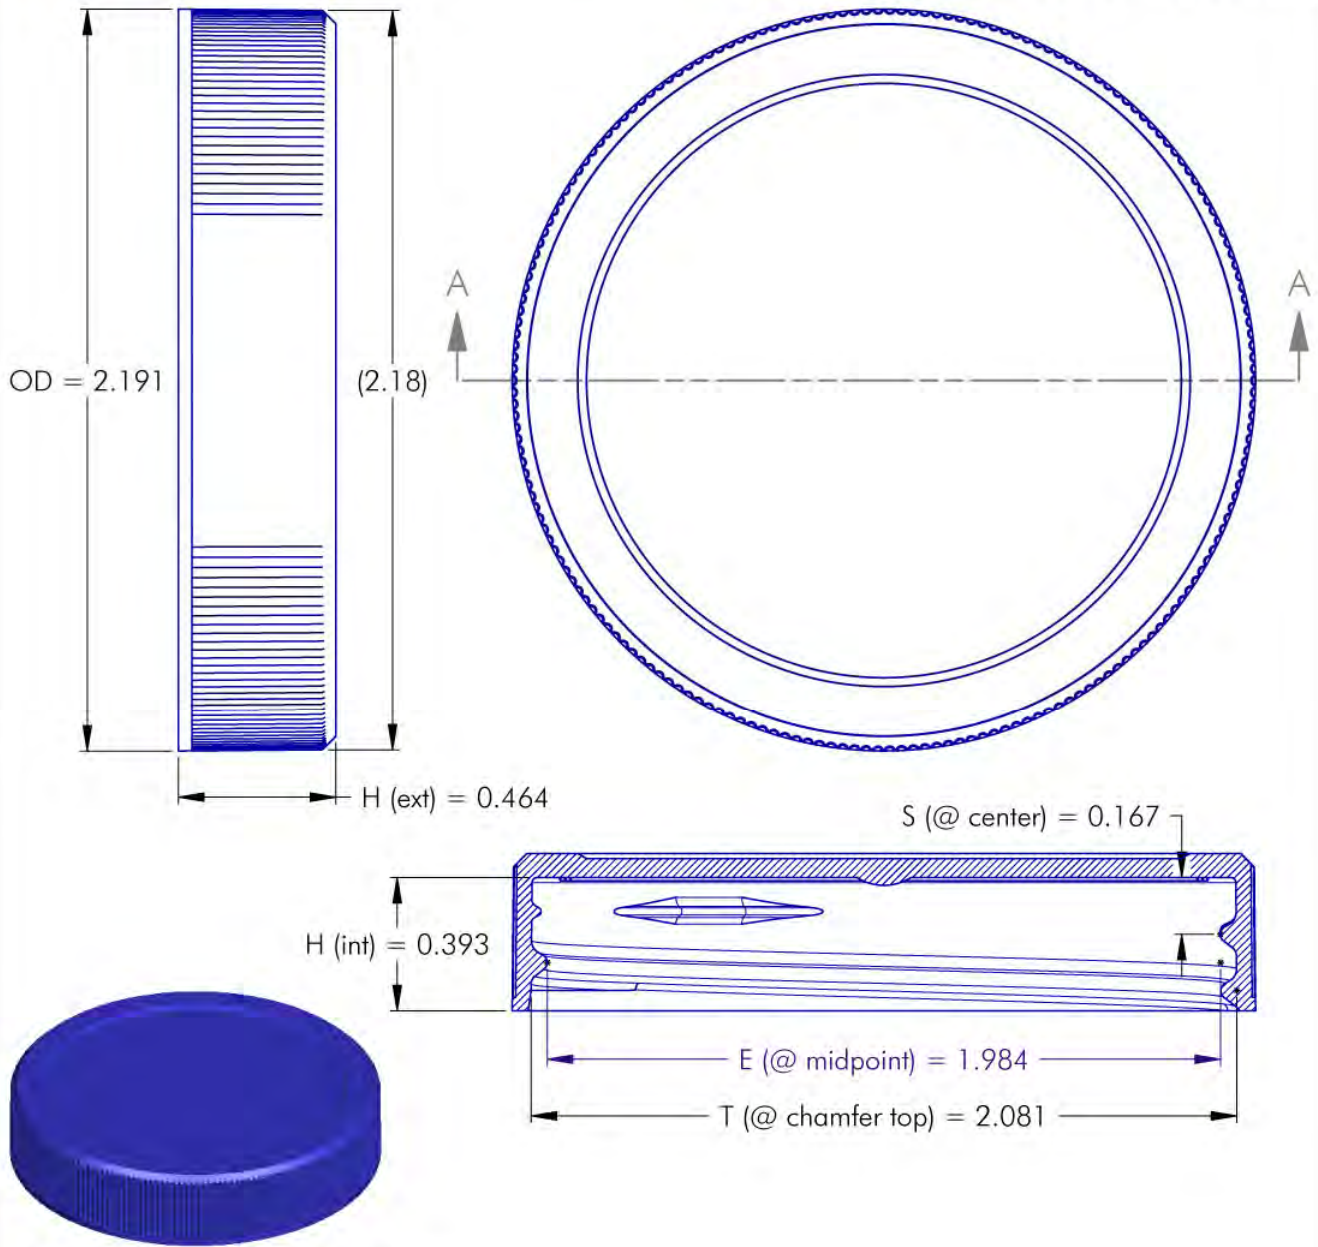 A
A
OD = 2.191
(2.18)
H (ext) = 0.464
S (@ center) = 0.167
H (int) = 0.393
E (@ midpoint) = 1.984
T (@ chamfer top) = 2.081